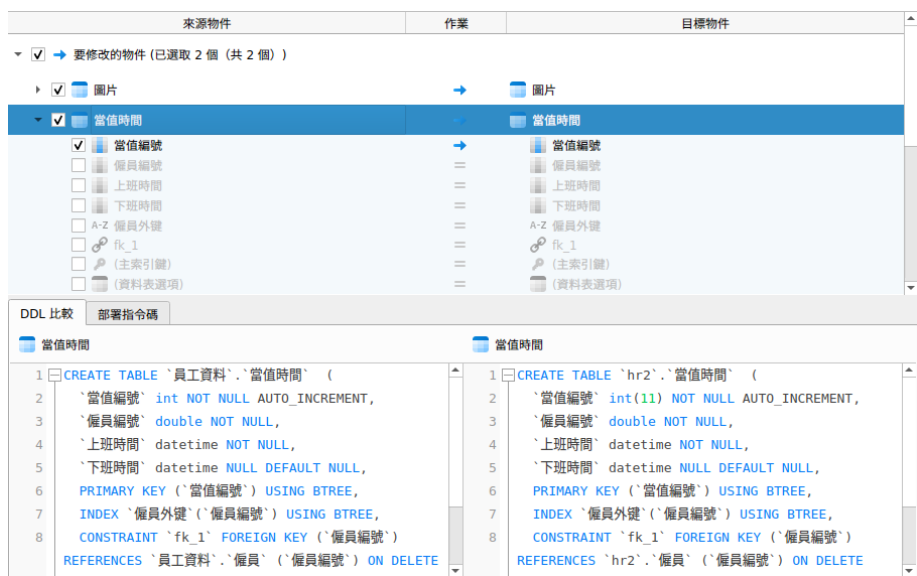 來源物件 作業 目標物件
要修改的物件 (已選取 2 個（共 2 個）)
圖片 圖片
當值時間 當值時間
當值編號 當值編號
僱員編號 = 僱員編號
上班時間 = 上班時間
下班時間 = 下班時間
A-Z 僱員外鍵 = A-Z 僱員外鍵
fk_1 = fk_1
(主索引鍵) = (主索引鍵)
(資料表選項) = (資料表選項)
DDL 比較 部署指令碼
當值時間
1 CREATE TABLE `員工資料`.`當值時間` (
2 `當值編號` int NOT NULL AUTO_INCREMENT,
3 `僱員編號` double NOT NULL,
4 `上班時間` datetime NOT NULL,
5 `下班時間` datetime NULL DEFAULT NULL,
6 PRIMARY KEY (`當值編號`) USING BTREE,
7 INDEX `僱員外鍵`(`僱員編號`) USING BTREE,
8 CONSTRAINT `fk_1` FOREIGN KEY (`僱員編號`)
REFERENCES `員工資料`.`僱員` (`僱員編號`) ON DELETE
當值時間
1 CREATE TABLE `hr2`.`當值時間` (
2 `當值編號` int(11) NOT NULL AUTO_INCREMENT,
3 `僱員編號` double NOT NULL,
4 `上班時間` datetime NOT NULL,
5 `下班時間` datetime NULL DEFAULT NULL,
6 PRIMARY KEY (`當值編號`) USING BTREE,
7 INDEX `僱員外鍵`(`僱員編號`) USING BTREE,
8 CONSTRAINT `fk_1` FOREIGN KEY (`僱員編號`)
REFERENCES `hr2`.`僱員` (`僱員編號`) ON DELETE